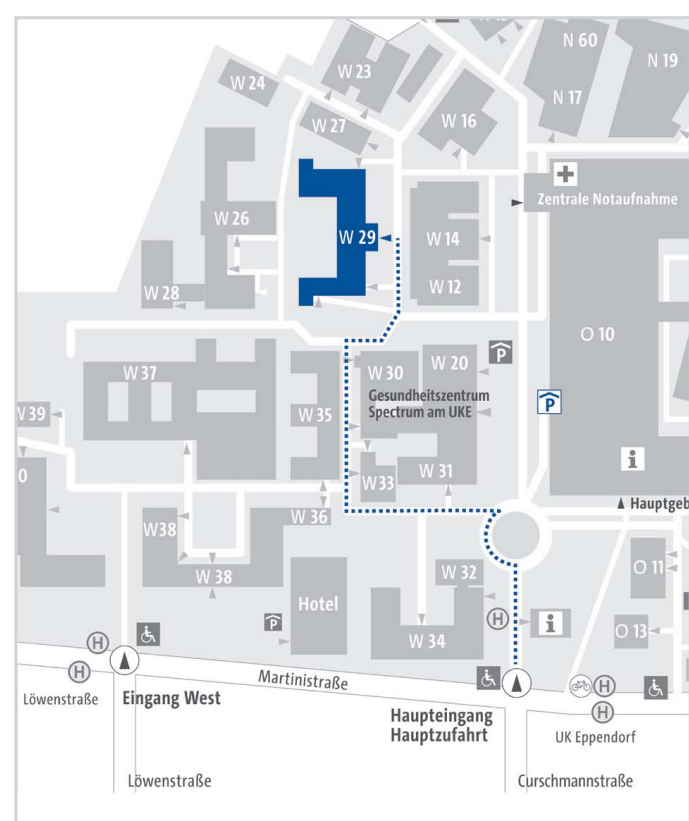 N 60
W 23
N 19
W 24
N 17
W 16
W 27
Zentrale Notaufnahme
W 26
W 29
W 14
W 28
W 12
O 10
P
W 20
W 30
W 37
Gesundheitszentrum
Spectrum am UKE
P
W 39
W 35
i
W 31
0
W 33
Hauptgeb
W 36
W38
O 11
W 32
W 38
Hotel
H
i
P
O 13
W 34
H
H
Martinistraße
H
Löwenstraße
Eingang West
Haupteingang
Hauptzufahrt
H
UK Eppendorf
Löwenstraße
Curschmannstraße